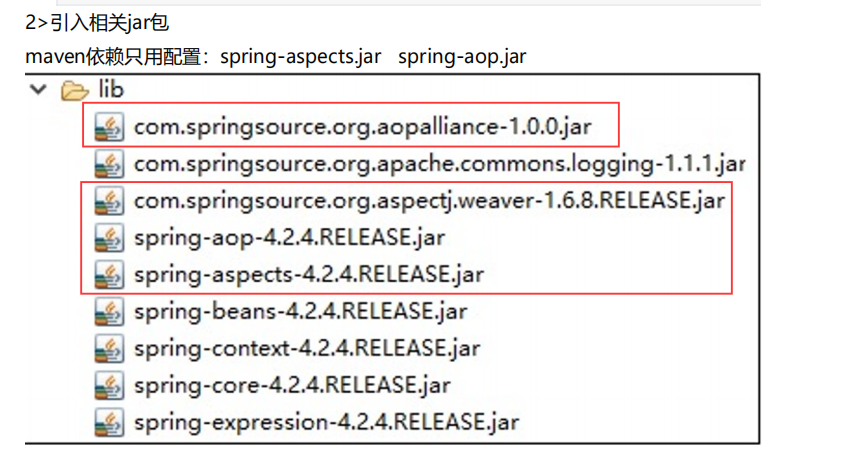 2>引入相关jar包
maven依赖只用配置：spring-aspects.jar spring-aop.jar
lib
com.springsource.org.aopalliance-1.0.0.jar
com.springsource.org.apache.commons.logging-1.1.1.jar
com.springsource.org.aspectj.weaver-1.6.8.RELEASE.jar
spring-aop-4.2.4.RELEASE.jar
spring-aspects-4.2.4.RELEASE.jar
spring-beans-4.2.4.RELEASE.jar
spring-context-4.2.4.RELEASE.jar
spring-core-4.2.4.RELEASE.jar
spring-expression-4.2.4.RELEASE.jar